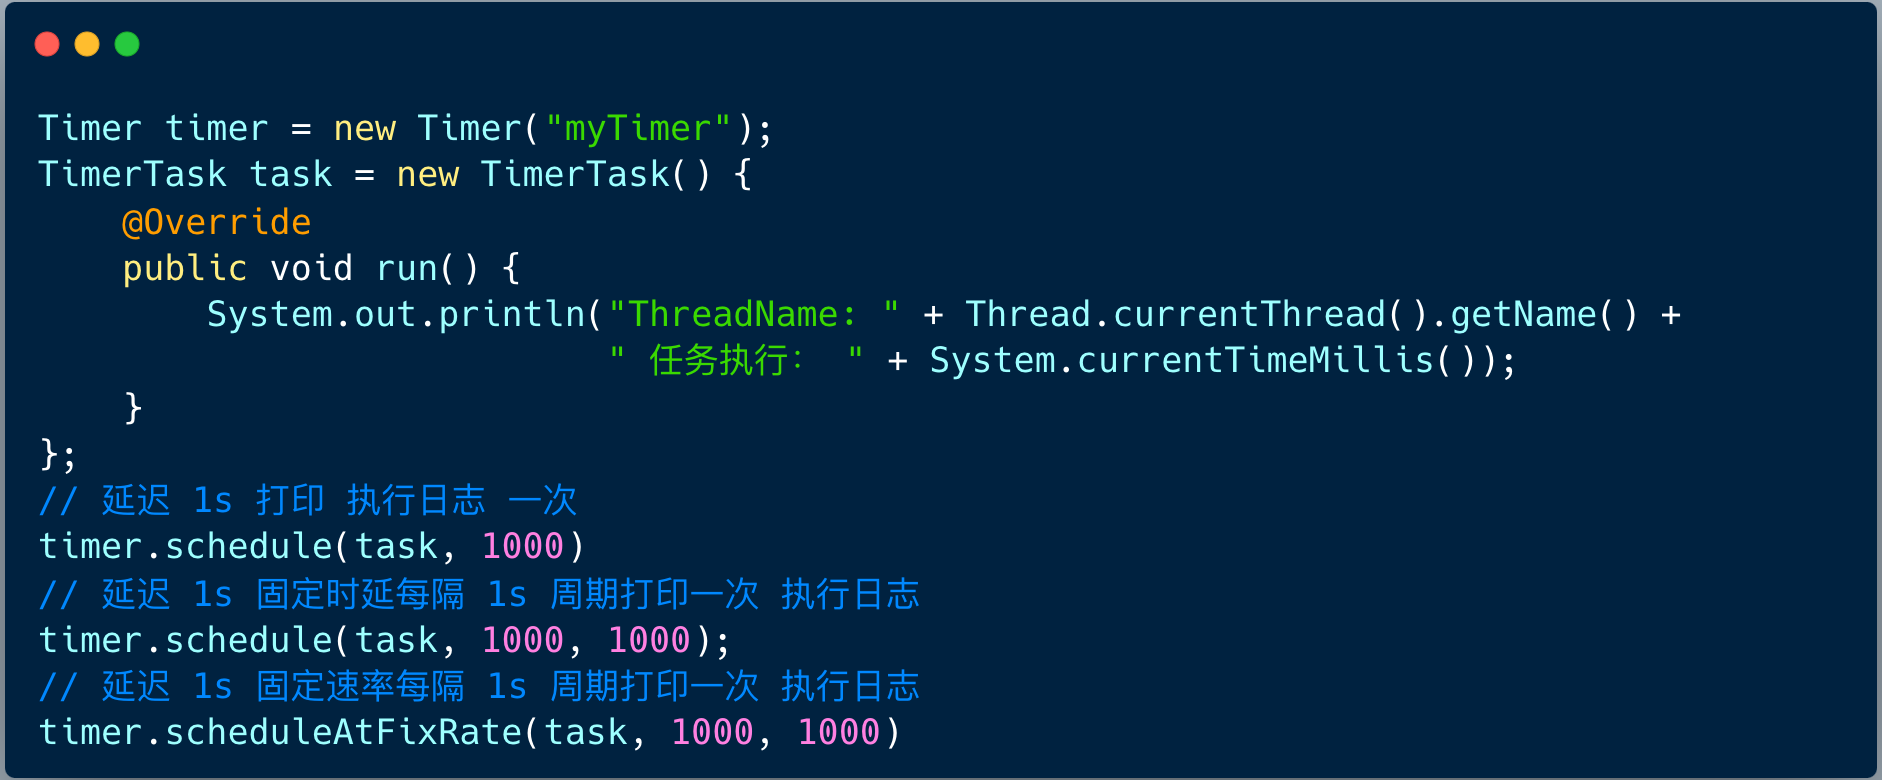 Timer timer = new Timer("myTimer");
TimerTask task = new TimerTask() {
    @Override
    public void run() {
        System.out.println("ThreadName: " + Thread.currentThread().getName() +
                           " 任务执行： " + System.currentTimeMillis());
    }
};
// 延迟 1s 打印 执行日志 一次
timer.schedule(task, 1000)
// 延迟 1s 固定时延每隔 1s 周期打印一次 执行日志
timer.schedule(task, 1000, 1000);
// 延迟 1s 固定速率每隔 1s 周期打印一次 执行日志
timer.scheduleAtFixRate(task, 1000, 1000)